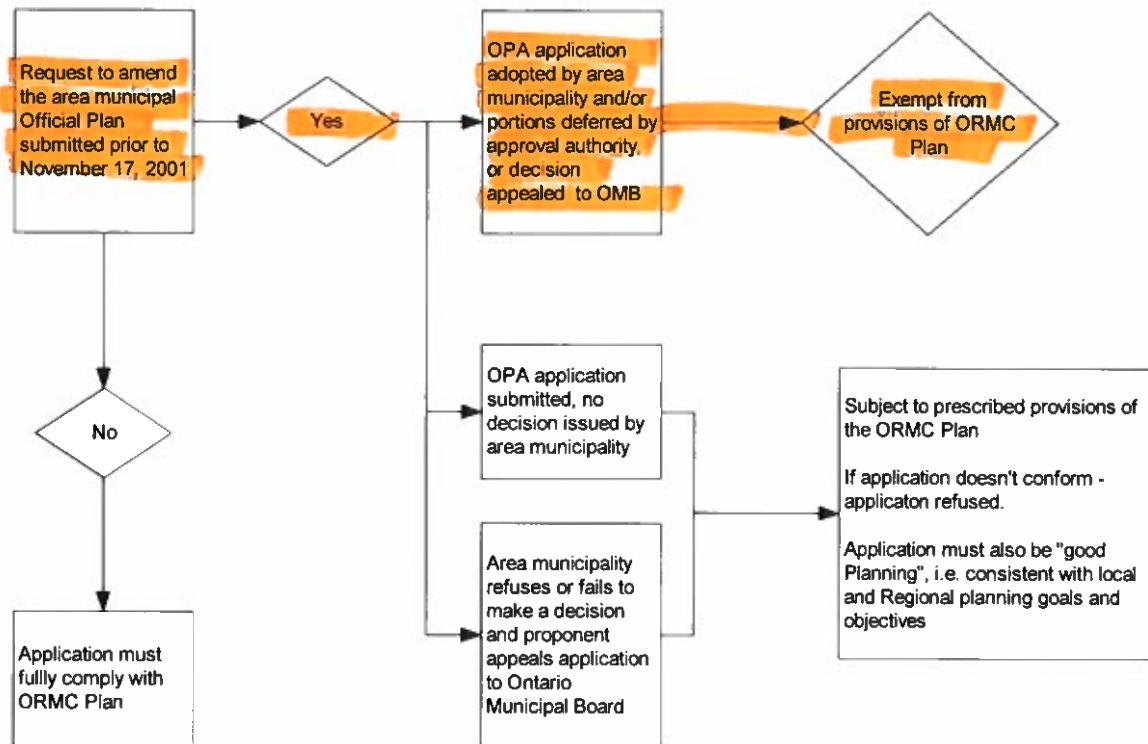 Request to amend
the area municipal
Official Plan
submitted prior to
November 17, 2001
Yes
OPA application
adopted by area
municipality and/or
portions deferred by
approval authority,
or decision
appealed to OMB
Exempt from
provisions of ORMC
Plan
No
Application must
fullly comply with
ORMC Plan
OPA application
submitted, no
decision issued by
area municipality
Area municipality
refuses or fails to
make a decision
and proponent
appeals application
to Ontario
Municipal Board
Subject to prescribed provisions of
the ORMC Plan
If application doesn't conform -
applicaton refused.
Application must also be "good
Planning", i.e. consistent with local
and Regional planning goals and
objectives